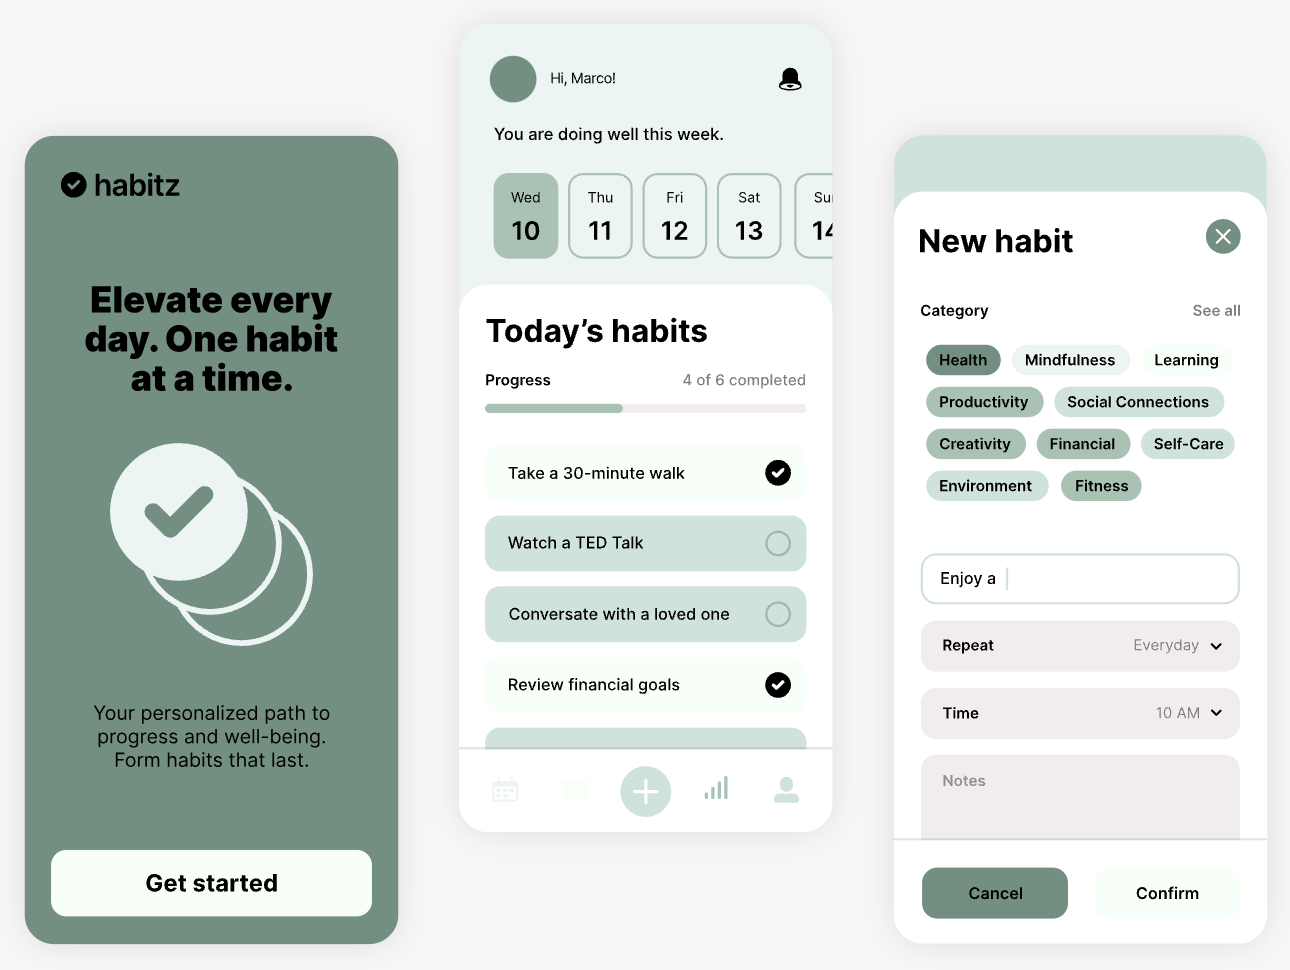 habitz
Elevate every
day. One habit
at a time.
Your personalized path to
progress and well-being.
Form habits that last.
Get started
Hi, Marco!
You are doing well this week.
Wed Thu Fri Sat Sun
10 11 12 13 14
Today's habits
Progress 4 of 6 completed
Take a 30-minute walk
Watch a TED Talk
Conversate with a loved one
Review financial goals
New habit
Category See all
Health Mindfulness Learning
Productivity Social Connections
Creativity Financial Self-Care
Environment Fitness
Enjoy a
Repeat Everyday
Time 10 AM
Notes
Cancel Confirm